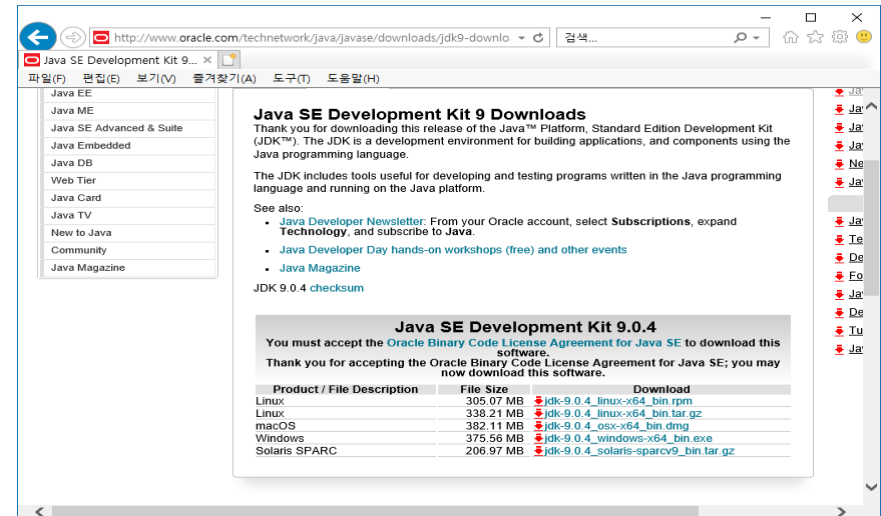 http://www.oracle.com/technetwork/java/javase/downloads/jdk9-downlo
검색...
Java SE Development Kit 9...
파일(F) 편집(E) 보기(V) 즐겨찾기(A) 도구(T) 도움말(H)
Java EE
Java ME
Java SE Advanced & Suite
Java Embedded
Java DB
Web Tier
Java Card
Java TV
New to Java
Community
Java Magazine
Java SE Development Kit 9 Downloads
Thank you for downloading this release of the Java™ Platform, Standard Edition Development Kit
(JDK™). The JDK is a development environment for building applications, and components using the
Java programming language.
The JDK includes tools useful for developing and testing programs written in the Java programming
language and running on the Java platform.
See also:
• Java Developer Newsletter: From your Oracle account, select Subscriptions, expand
Technology, and subscribe to Java.
• Java Developer Day hands-on workshops (free) and other events
• Java Magazine
JDK 9.0.4 checksum
Java SE Development Kit 9.0.4
You must accept the Oracle Binary Code License Agreement for Java SE to download this
software.
Thank you for accepting the Oracle Binary Code License Agreement for Java SE; you may
now download this software.
Product / File Description File Size Download
Linux 305.07 MB jdk-9.0.4_linux-x64_bin.rpm
Linux 338.21 MB jdk-9.0.4_linux-x64_bin.tar.gz
macOS 382.11 MB jdk-9.0.4_osx-x64_bin.dmg
Windows 375.56 MB jdk-9.0.4_windows-x64_bin.exe
Solaris SPARC 206.97 MB jdk-9.0.4_solaris-sparcv9_bin.tar.gz